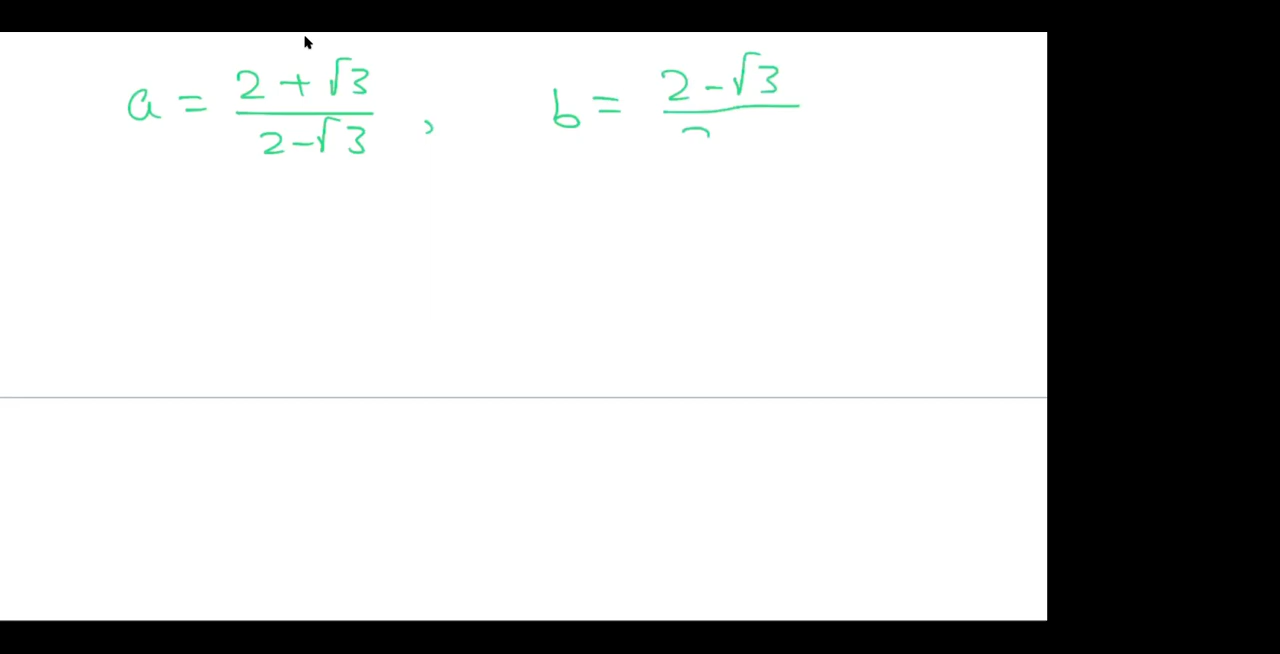 a = (2 + √3)/(2 - √3) , b = (2 - √3)/